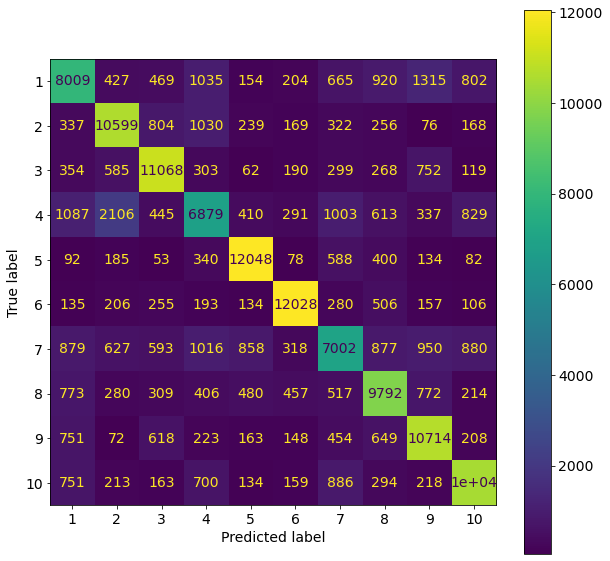 12000
1 8009 427 469 1035 154 204 665 920 1315 802
2 10599 337 804 1030 239 169 322 256 76 168
10000
3 354 585 11068 303 62 190 299 268 752 119
8000
4 1087 2106 445 6879 410 291 1003 613 337 829
True label
5 92 185 53 340 12048 78 588 400 134 82
6000
6 135 206 255 193 134 12028 280 506 157 106
7 879 627 593 1016 858 318 7002 877 950 880
4000
8 773 280 309 406 480 457 517 9792 772 214
9 751 72 618 223 163 148 454 649 10714 208
2000
10 751 213 163 700 134 159 886 294 218 1e+04
1 2 3 4 5 6 7 8 9 10
Predicted label